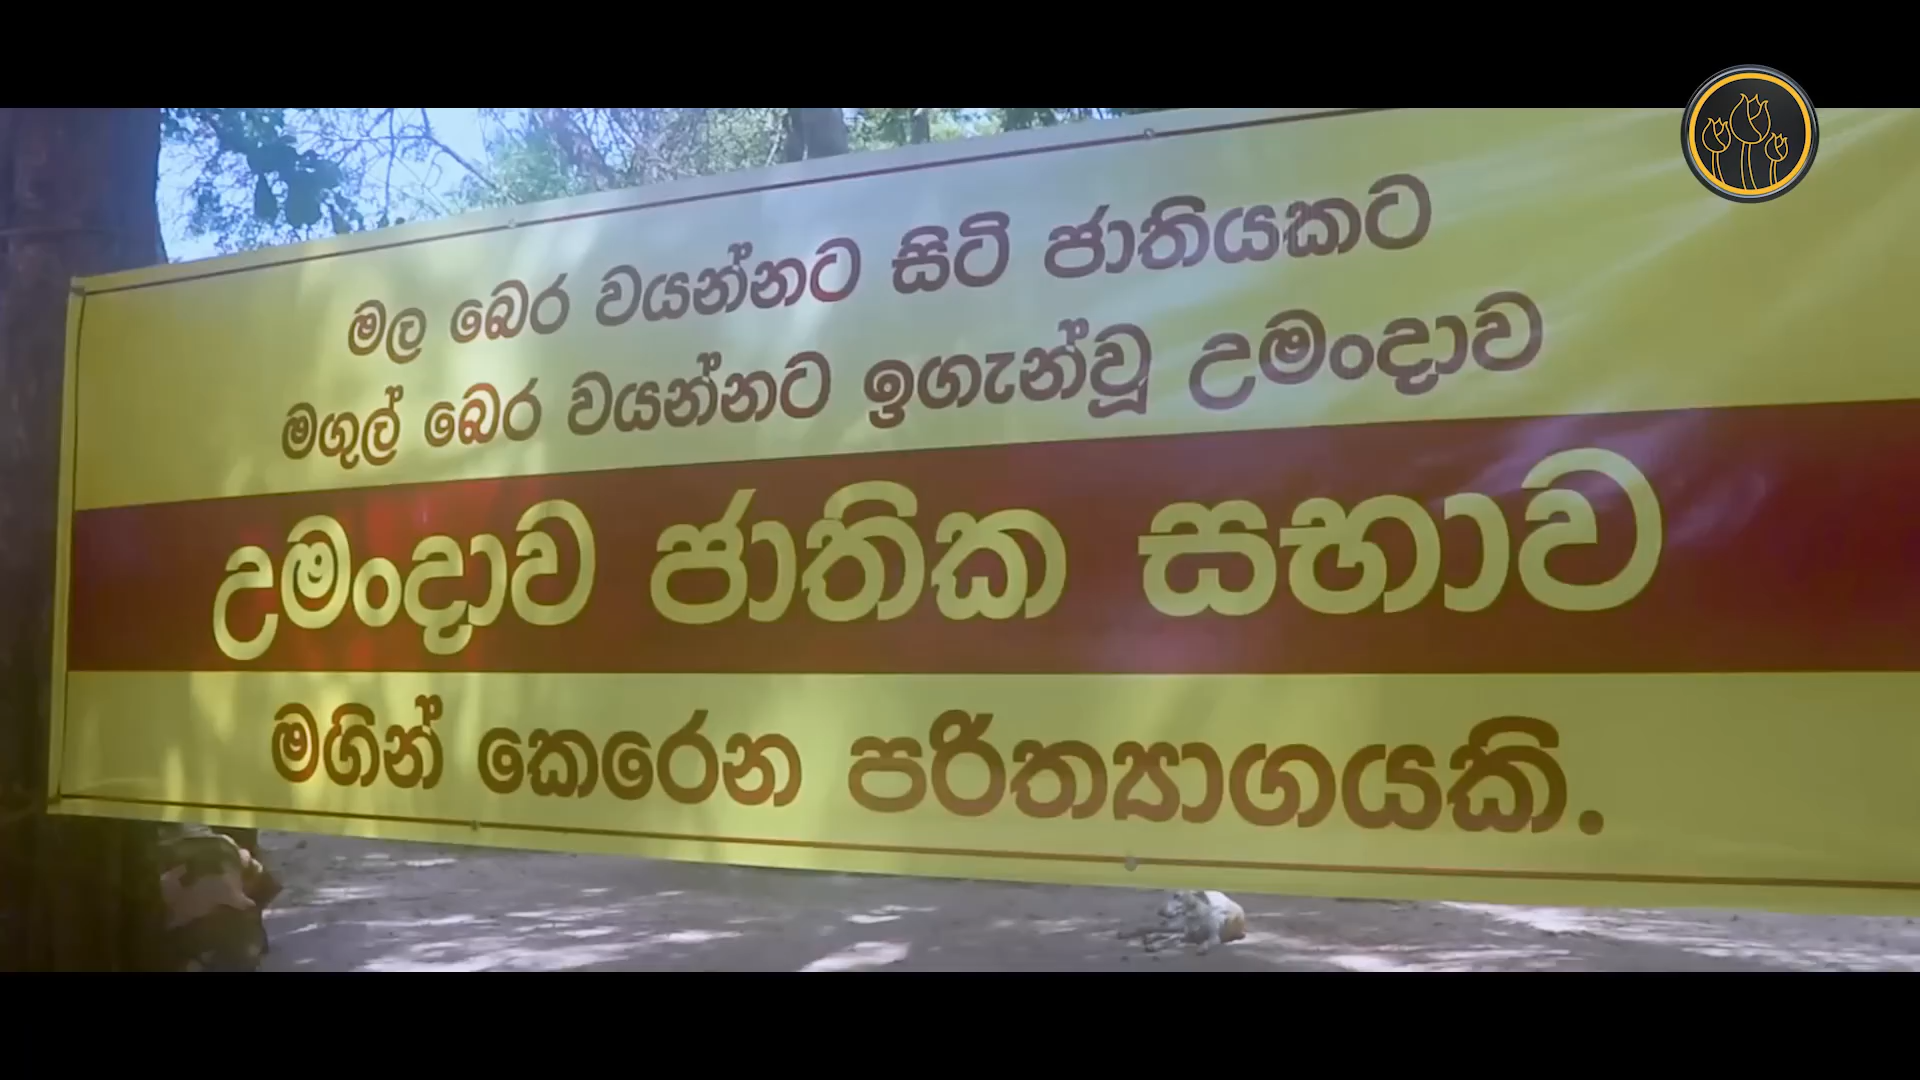 මල බෙර වයන්නට සිටි ජාතියකට
මගුල් බෙර වයන්නට ඉගැන්වූ උමංදාව
උමංදාව ජාතික සභාව
මගින් කෙරෙන පරිත්‍යාගයකි.